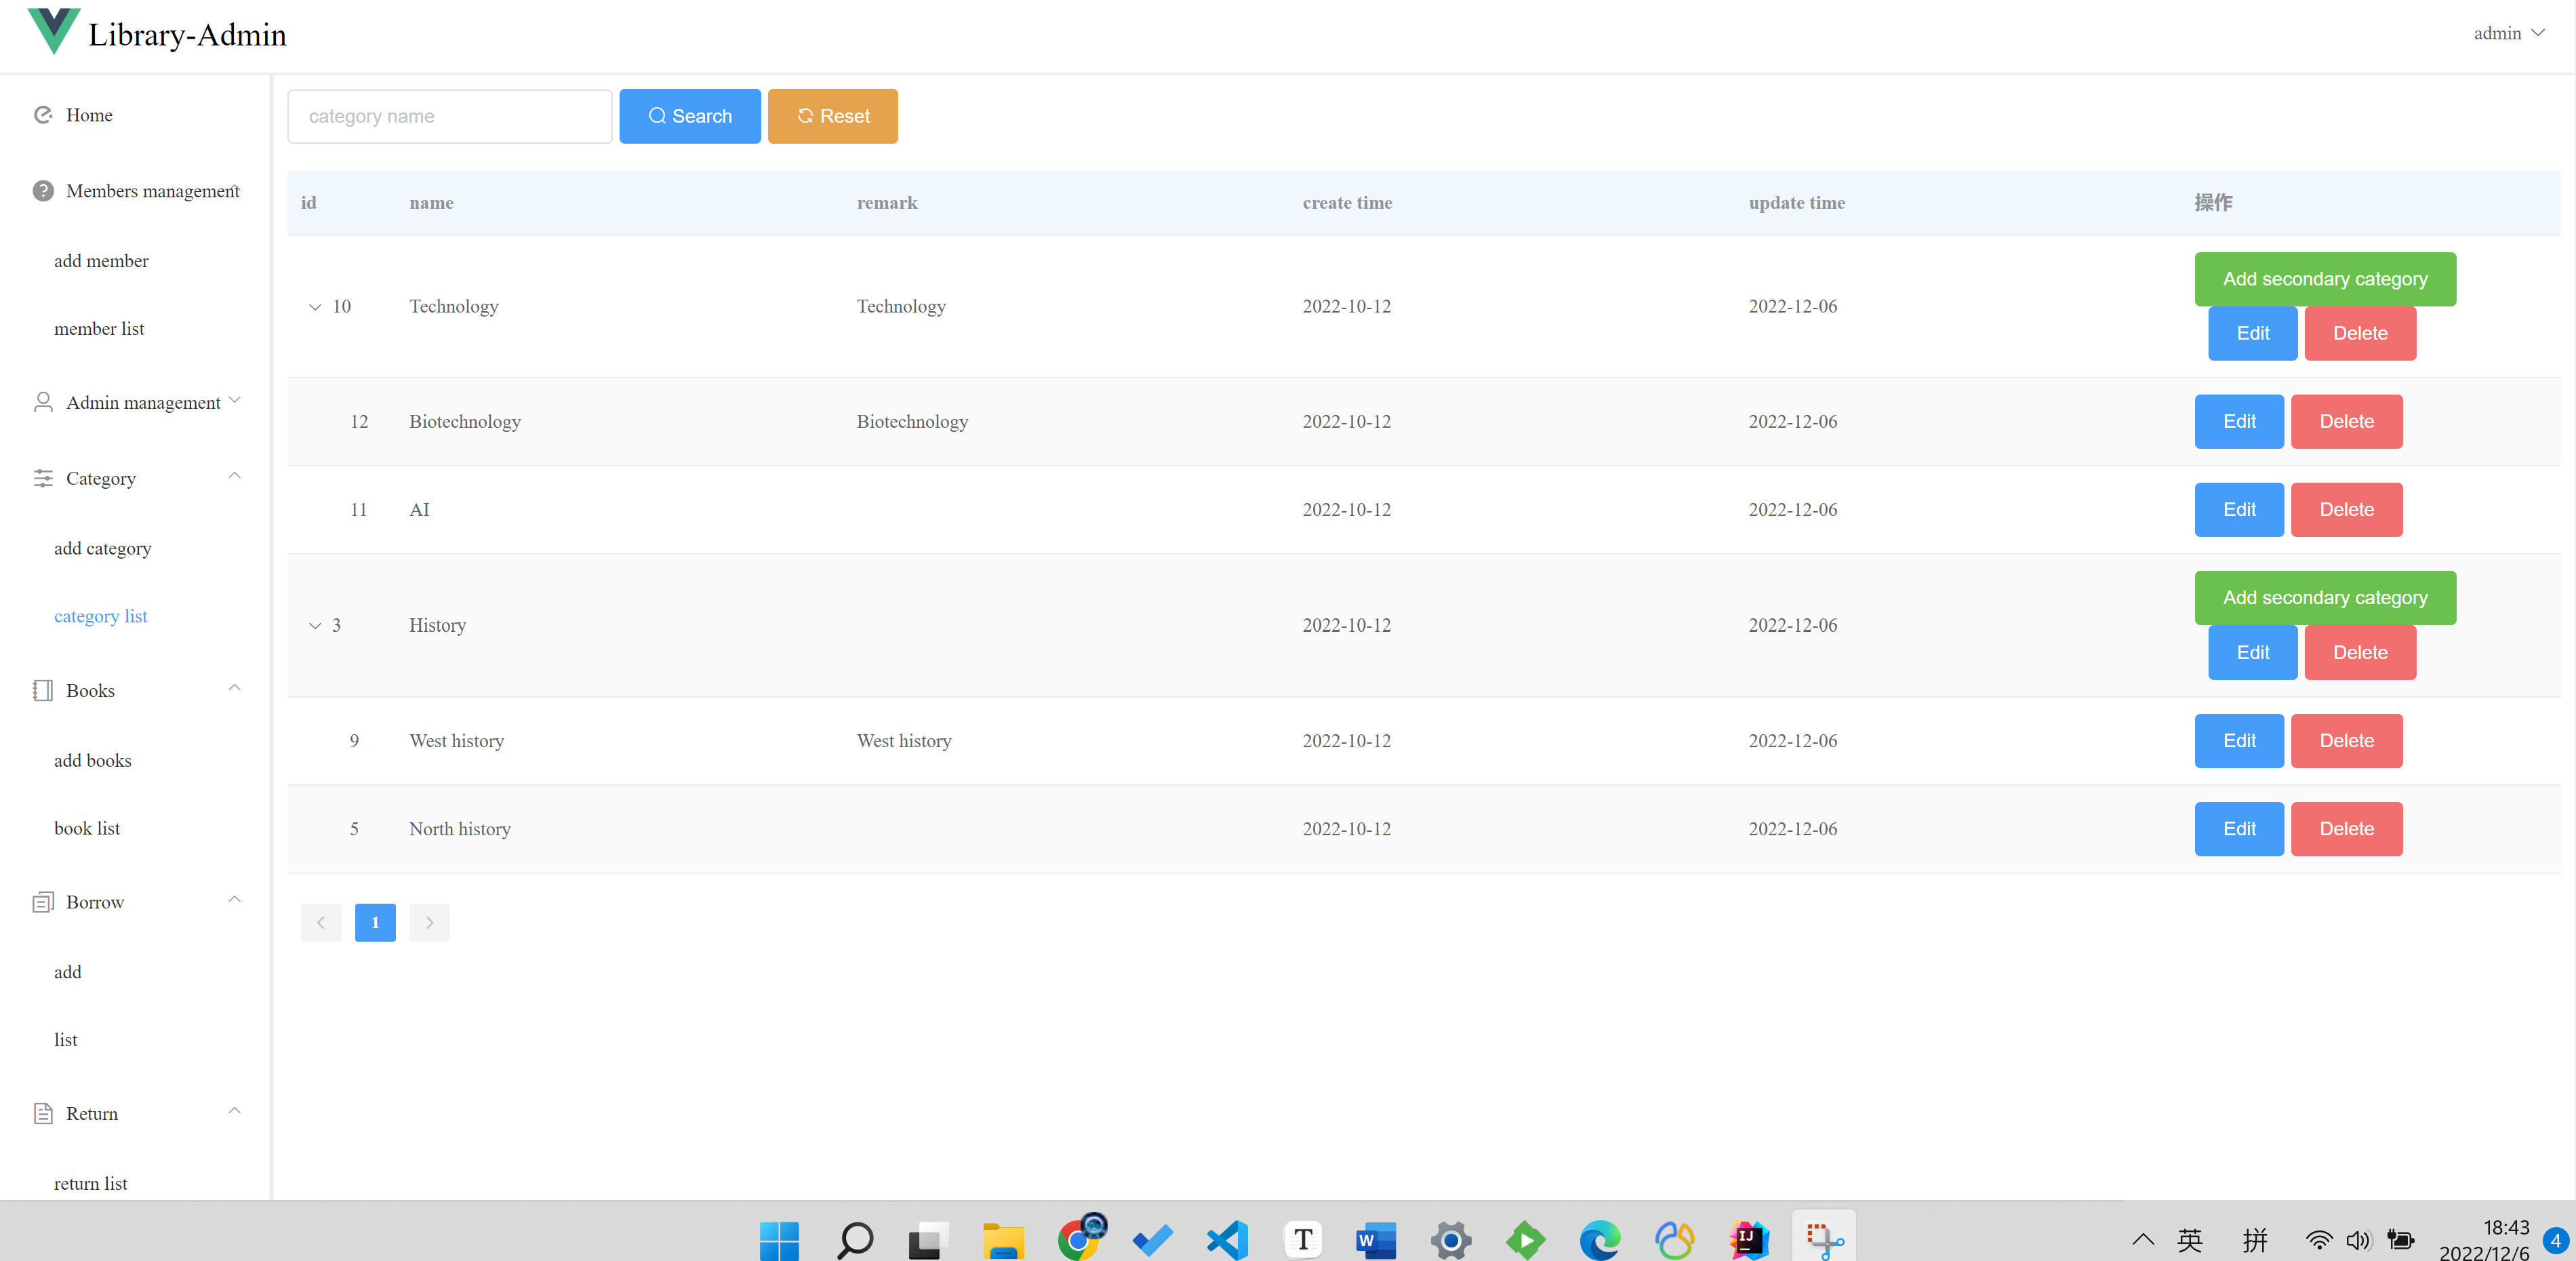 Library-Admin
admin
Home
Members management
add member
member list
Admin management
Category
add category
category list
Books
add books
book list
Borrow
add
list
Return
return list
category name Search Reset
id name remark create time update time 操作
10 Technology Technology 2022-10-12 2022-12-06 Add secondary category
Edit Delete
12 Biotechnology Biotechnology 2022-10-12 2022-12-06 Edit Delete
11 AI 2022-10-12 2022-12-06 Edit Delete
3 History 2022-10-12 2022-12-06 Add secondary category
Edit Delete
9 West history West history 2022-10-12 2022-12-06 Edit Delete
5 North history 2022-10-12 2022-12-06 Edit Delete
1
T W IJ 英 拼 18:43
2022/12/6 4